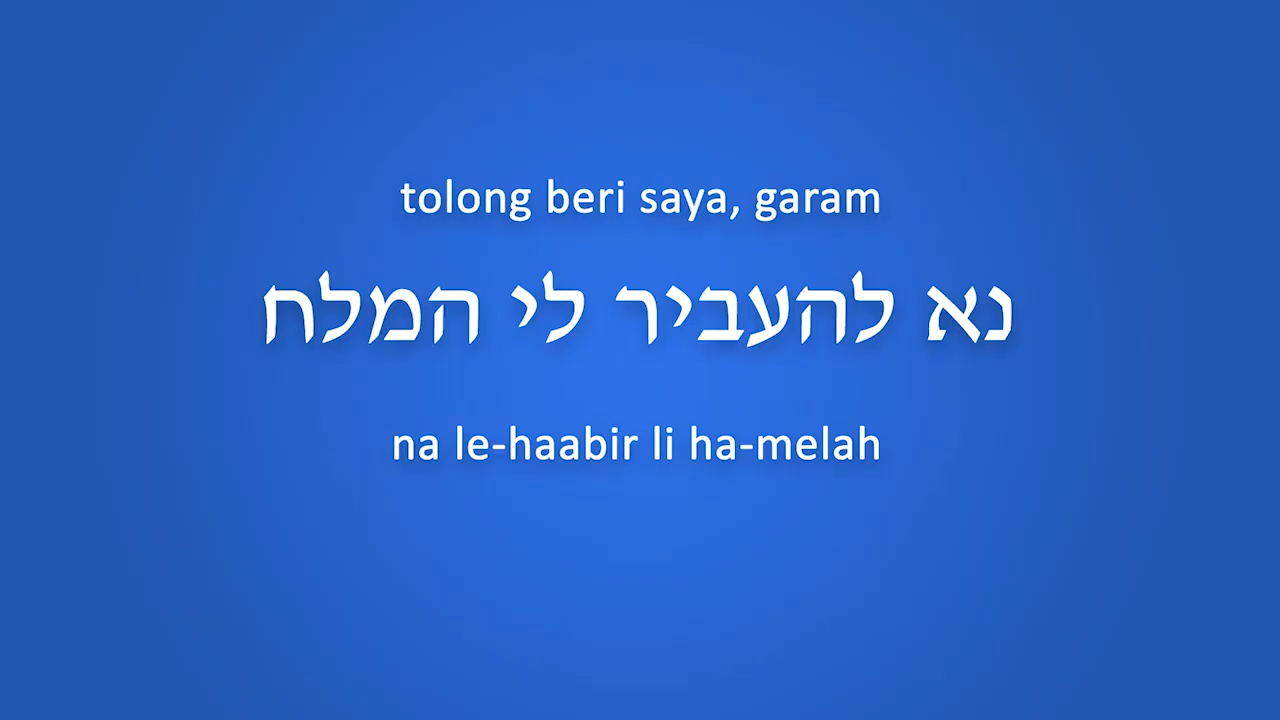 tolong beri saya, garam
נא להעביר לי המלח
na le-haabir li ha-melah